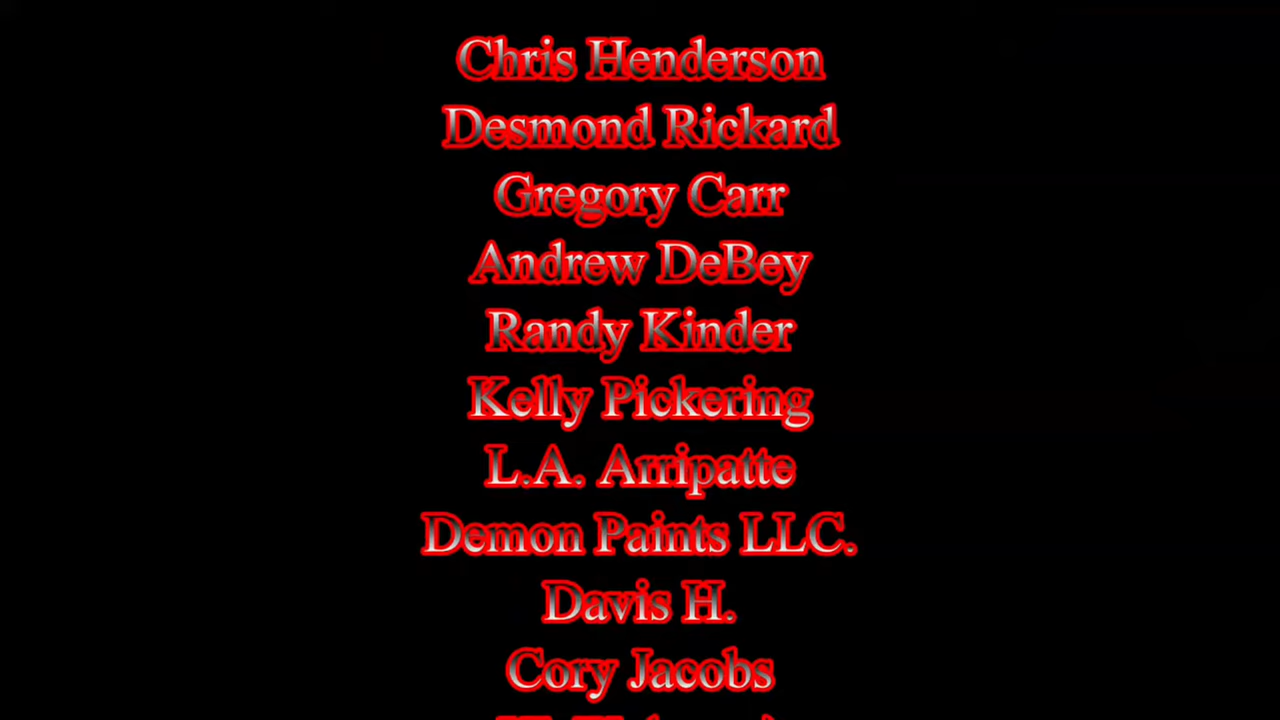 Chris Henderson
Desmond Rickard
Gregory Carr
Andrew DeBey
Randy Kinder
Kelly Pickering
L.A. Arripatte
Demon Paints LLC.
Davis H.
Cory Jacobs